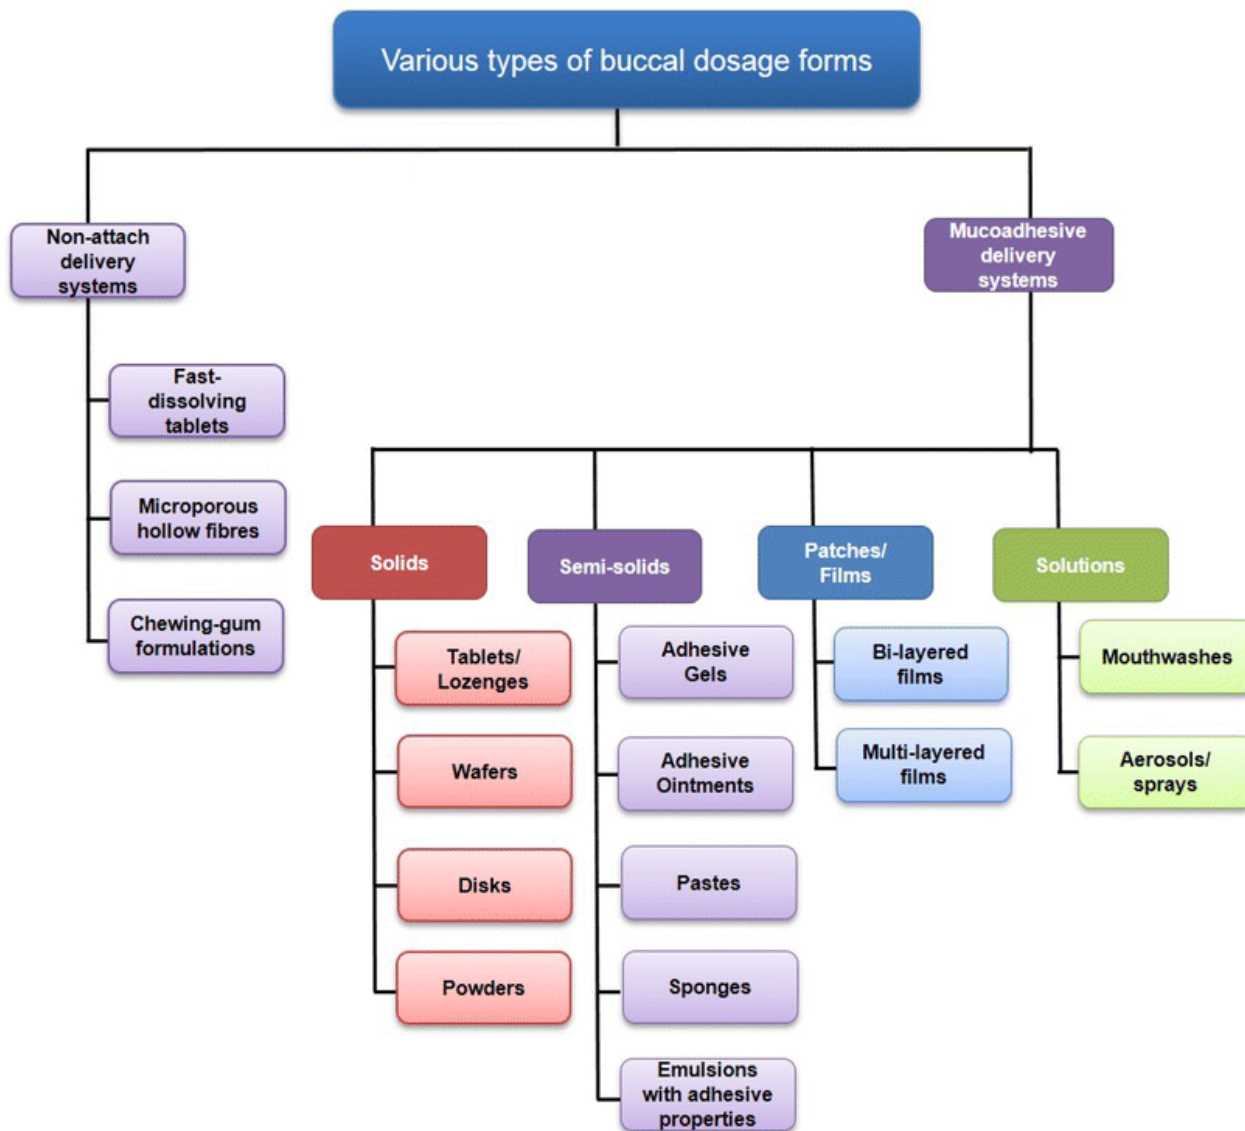 Various types of buccal dosage forms
Non-attach
delivery
systems
Mucoadhesive
delivery
systems
Fast-
dissolving
tablets
Microporous
hollow fibres
Chewing-gum
formulations
Solids
Semi-solids
Patches/
Films
Solutions
Tablets/
Lozenges
Wafers
Disks
Powders
Adhesive
Gels
Adhesive
Ointments
Pastes
Sponges
Emulsions
with adhesive
properties
Bi-layered
films
Multi-layered
films
Mouthwashes
Aerosols/
sprays